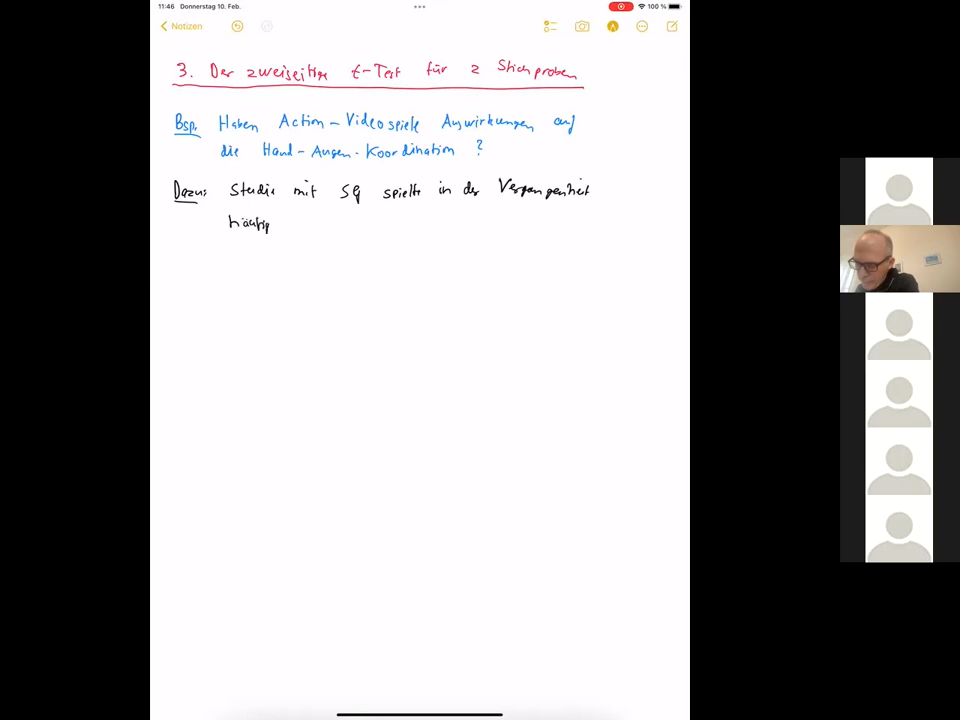 11:46 Donnerstag 10. Feb.
100 %
Notizen
3. Der zweiseitige t-Test für 2 Stichproben
Bsp. Haben Action-Videospiele Auswirkungen auf
die Hand-Augen-Koordination ?
Dazu: Studie mit SG spielte in der Vergangenheit
häufig